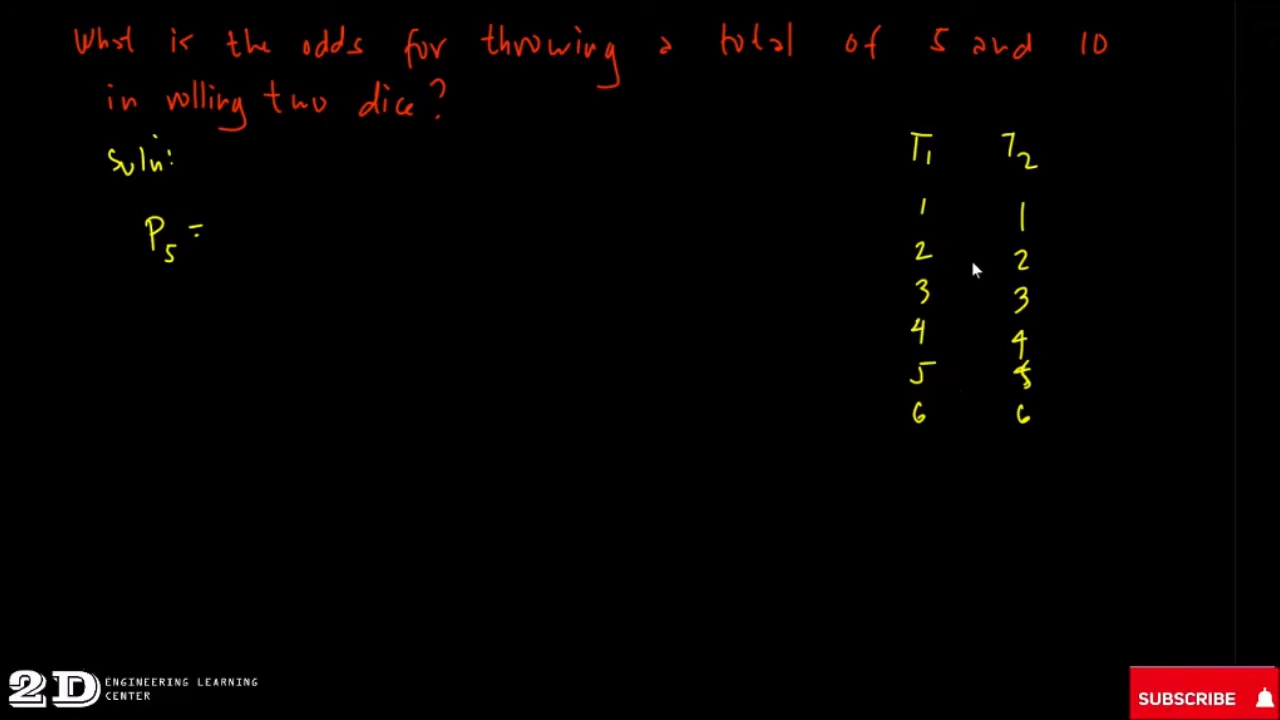 What is the odds for throwing a total of 5 and 10
in rolling two dice?
Soln:
P5 =
T1 T2
1 1
2 2
3 3
4 4
5 5
6 6
2D ENGINEERING LEARNING
CENTER
SUBSCRIBE